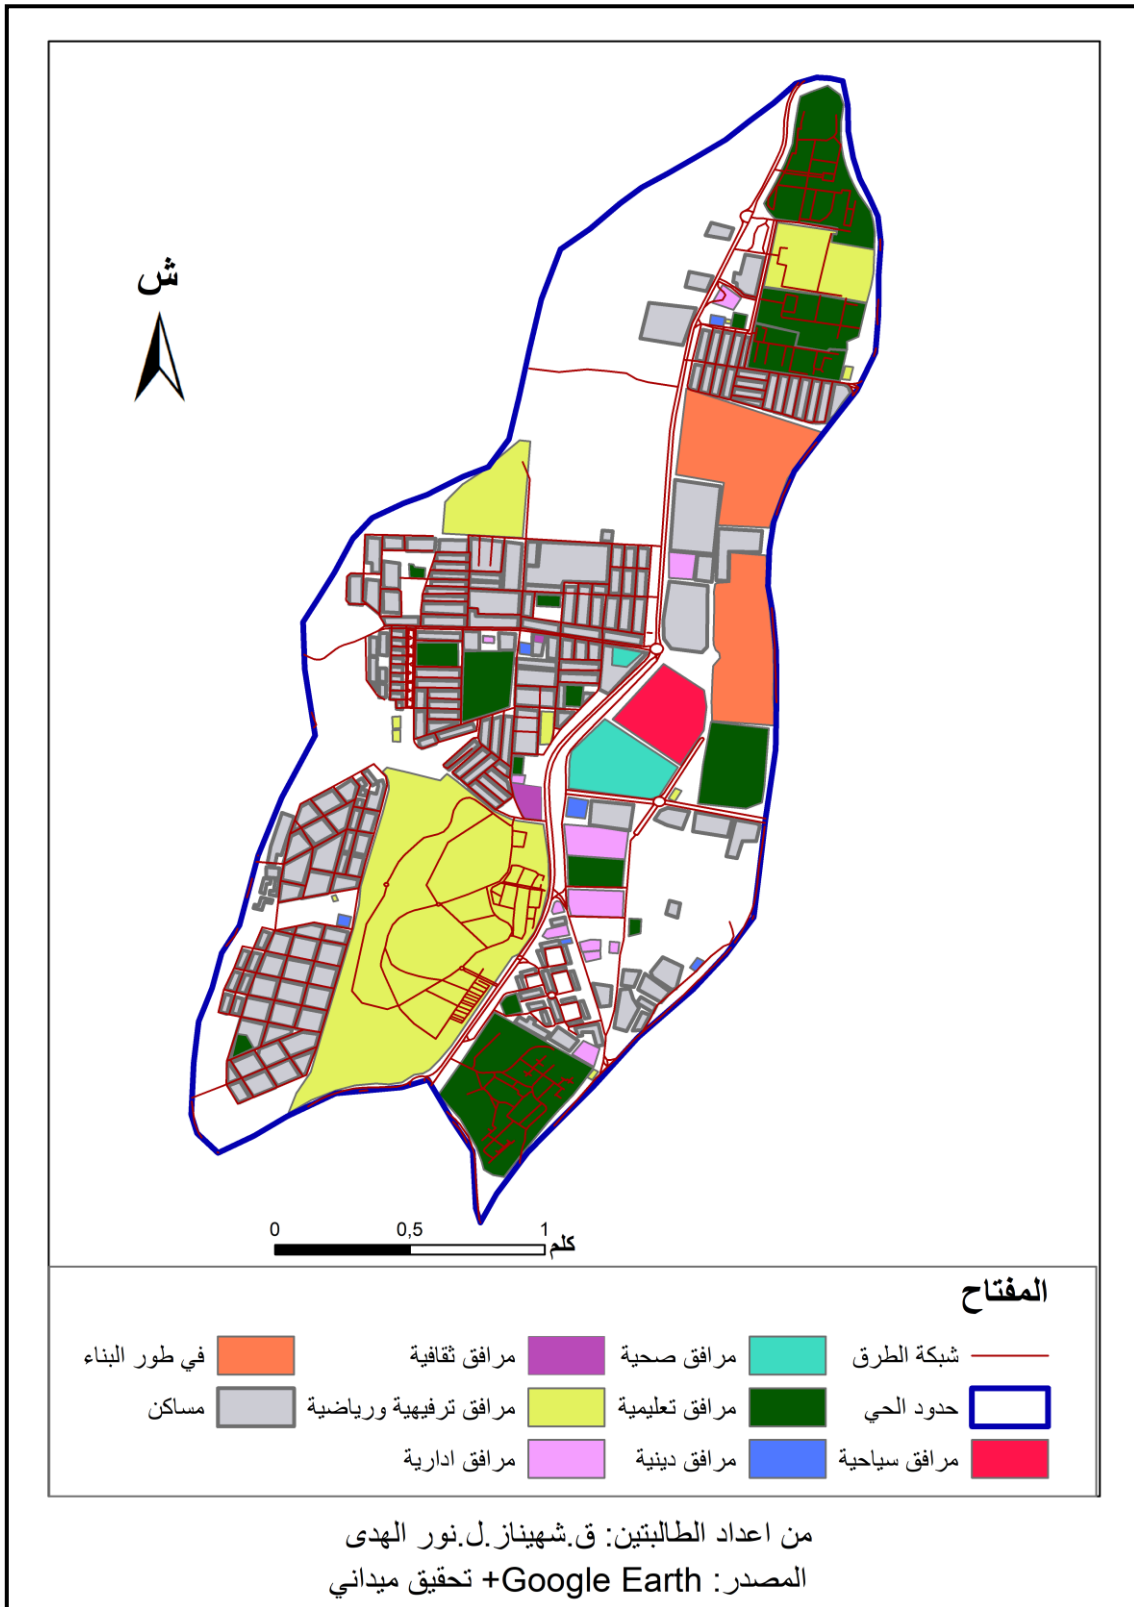 ش
0 0,5 1
كلم
المفتاح
شبكة الطرق
مرافق صحية
مرافق ثقافية
في طور البناء
حدود الحي
مرافق تعليمية
مرافق ترفيهية ورياضية
مساكن
مرافق سياحية
مرافق دينية
مرافق ادارية
من اعداد الطالبتين: ق.شهيناز.ل.نور الهدى
المصدر: Google Earth+ تحقيق ميداني